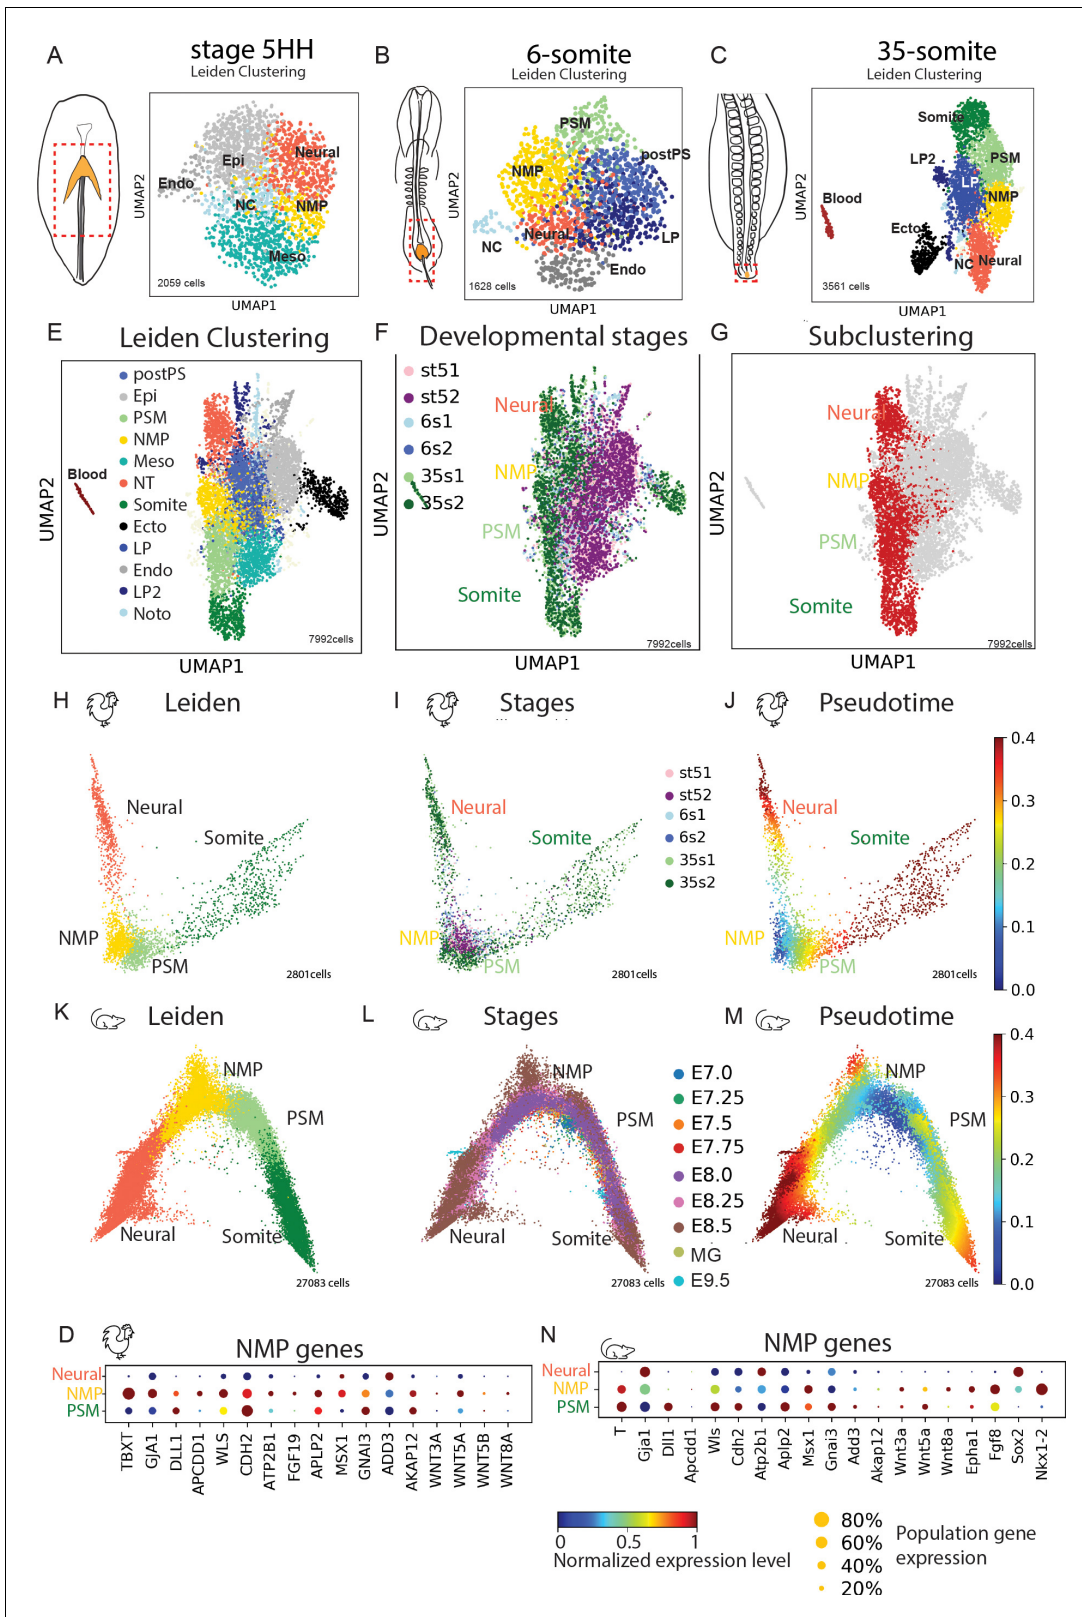 A
stage 5HH
Leiden Clustering
Epi
Neural
Endo
NC
NMP
Meso
2059 cells
UMAP2
UMAP1
B
6-somite
Leiden Clustering
PSM
postPS
NMP
Neural
NC
LP
Endo
1628 cells
UMAP2
UMAP1
C
35-somite
Leiden Clustering
Somite
LP2
PSM
Blood
NMP
Ecto
NC
Neural
3561 cells
UMAP2
UMAP1
E
Leiden Clustering
postPS
Epi
PSM
NMP
Meso
NT
Somite
Ecto
LP
Endo
LP2
Noto
Blood
7992cells
UMAP2
UMAP1
F
Developmental stages
st51
st52
6s1
6s2
35s1
35s2
Neural
NMP
PSM
Somite
7992cells
UMAP2
UMAP1
G
Subclustering
Neural
NMP
PSM
Somite
7992cells
UMAP2
UMAP1
H
Leiden
Neural
Somite
NMP
PSM
2801cells
I
Stages
Neural
Somite
NMP
PSM
st51
st52
6s1
6s2
35s1
35s2
2801cells
J
Pseudotime
Neural
Somite
NMP
PSM
2801cells
0.4
0.3
0.2
0.1
0.0
K
Leiden
NMP
PSM
Neural
Somite
27083 cells
L
Stages
NMP
PSM
Neural
Somite
27083 cells
E7.0
E7.25
E7.5
E7.75
E8.0
E8.25
E8.5
MG
E9.5
M
Pseudotime
NMP
PSM
Neural
Somite
27083 cells
0.4
0.3
0.2
0.1
0.0
D
NMP genes
Neural
NMP
PSM
TBXT
GJA1
DLL1
APCDD1
WLS
CDH2
ATP2B1
FGF19
APLP2
MSX1
GNAI3
ADD3
AKAP12
WNT3A
WNT5A
WNT5B
WNT8A
N
NMP genes
Neural
NMP
PSM
T
Gja1
Dll1
Apcdd1
Wls
Cdh2
Atp2b1
Aplp2
Msx1
Gnai3
Add3
Akap12
Wnt3a
Wnt5a
Wnt8a
Epha1
Fgf8
Sox2
Nkx1-2
0
0.5
1
Normalized expression level
80%
60%
40%
20%
Population gene
expression